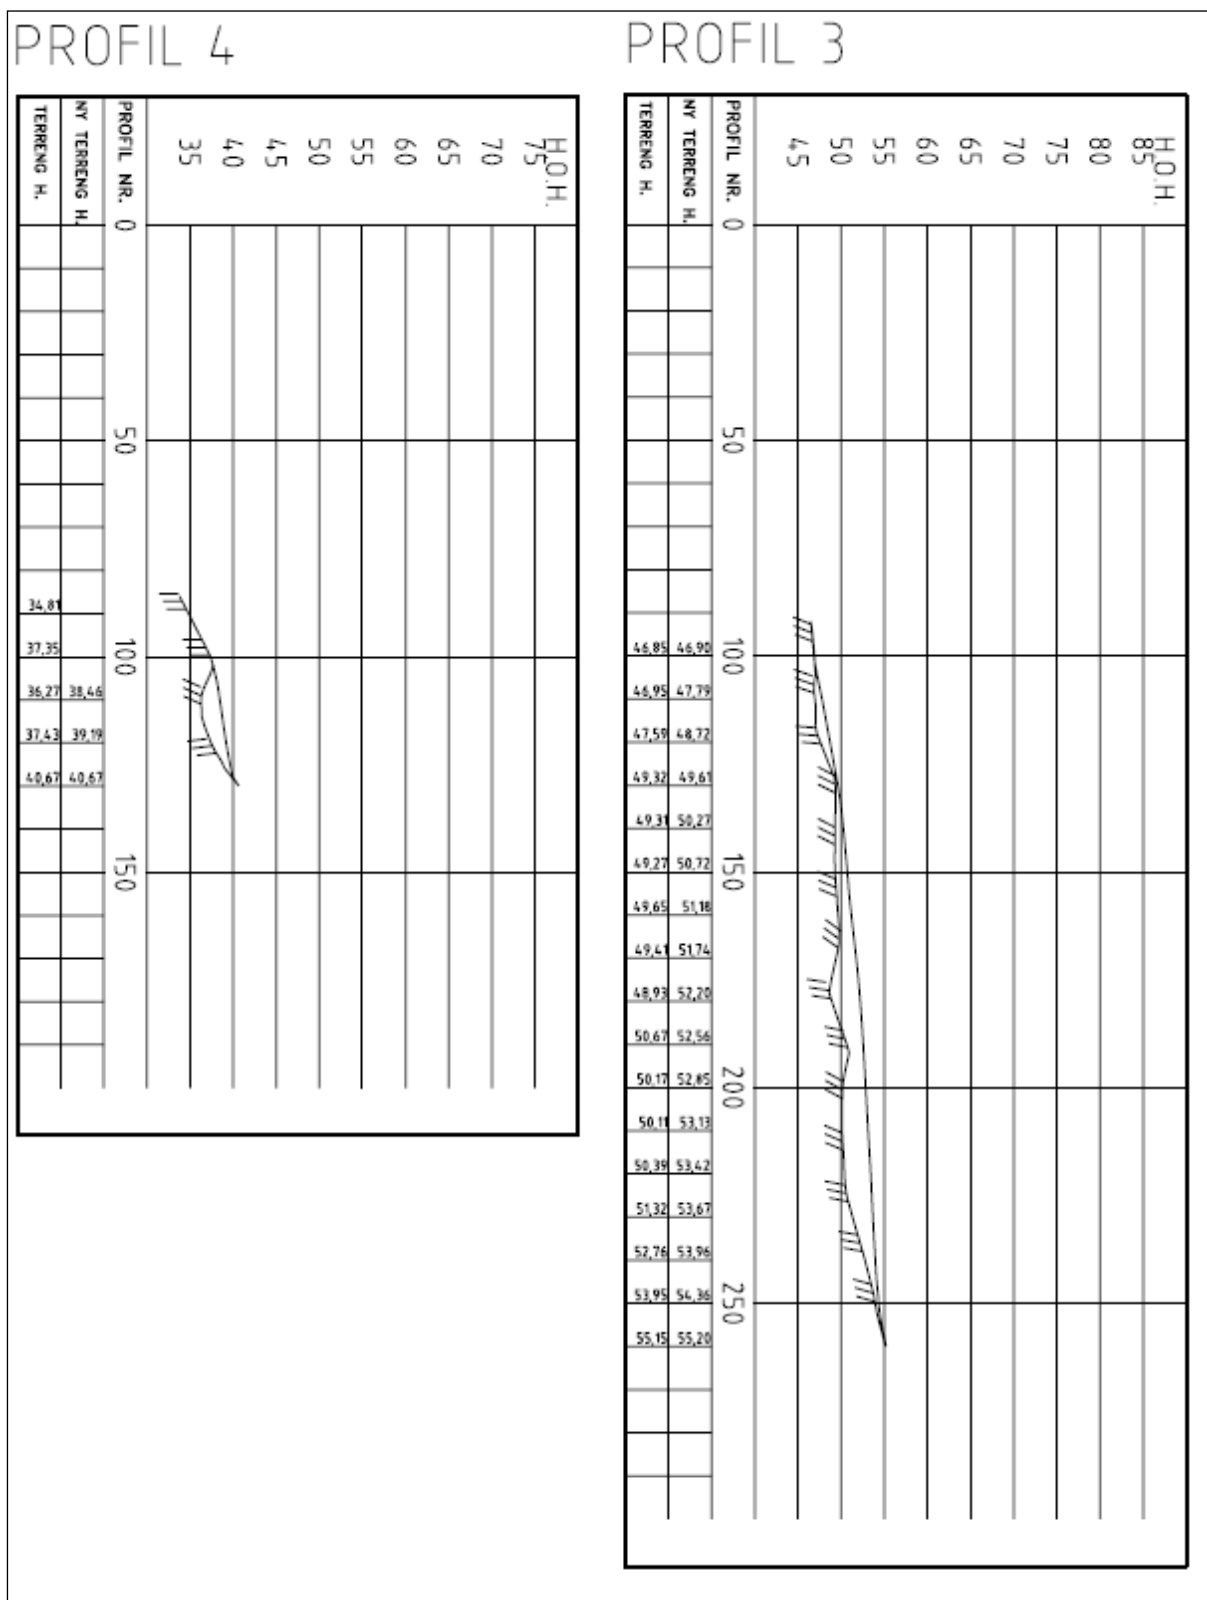 PROFIL 4
H.O.H.
75
70
65
60
55
50
45
40
35
PROFIL NR. 0 50 100 150
NY TERRENG H. 38,46 39,19 40,67
TERRENG H. 34,81 37,35 36,27 37,43 40,67
PROFIL 3
H.O.H.
85
80
75
70
65
60
55
50
45
PROFIL NR. 0 50 100 150 200 250
NY TERRENG H. 46,90 47,79 48,72 49,61 50,27 50,72 51,18 51,74 52,20 52,56 52,85 53,13 53,42 53,67 53,96 54,36 55,20
TERRENG H. 46,85 46,95 47,59 49,32 49,31 49,27 49,65 49,41 48,93 50,67 50,17 50,11 50,39 51,32 52,76 53,95 55,15